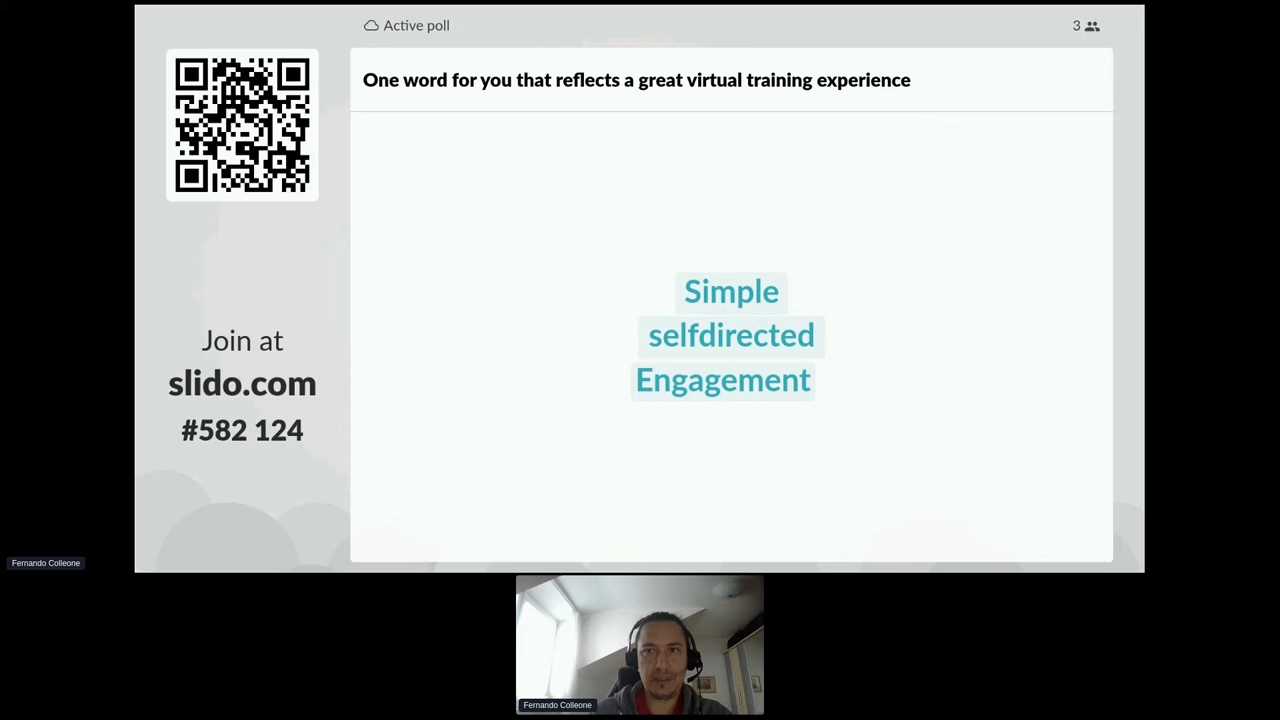 Active poll
3
One word for you that reflects a great virtual training experience
Simple
selfdirected
Engagement
Join at
slido.com
#582 124
Fernando Colleone
Fernando Colleone